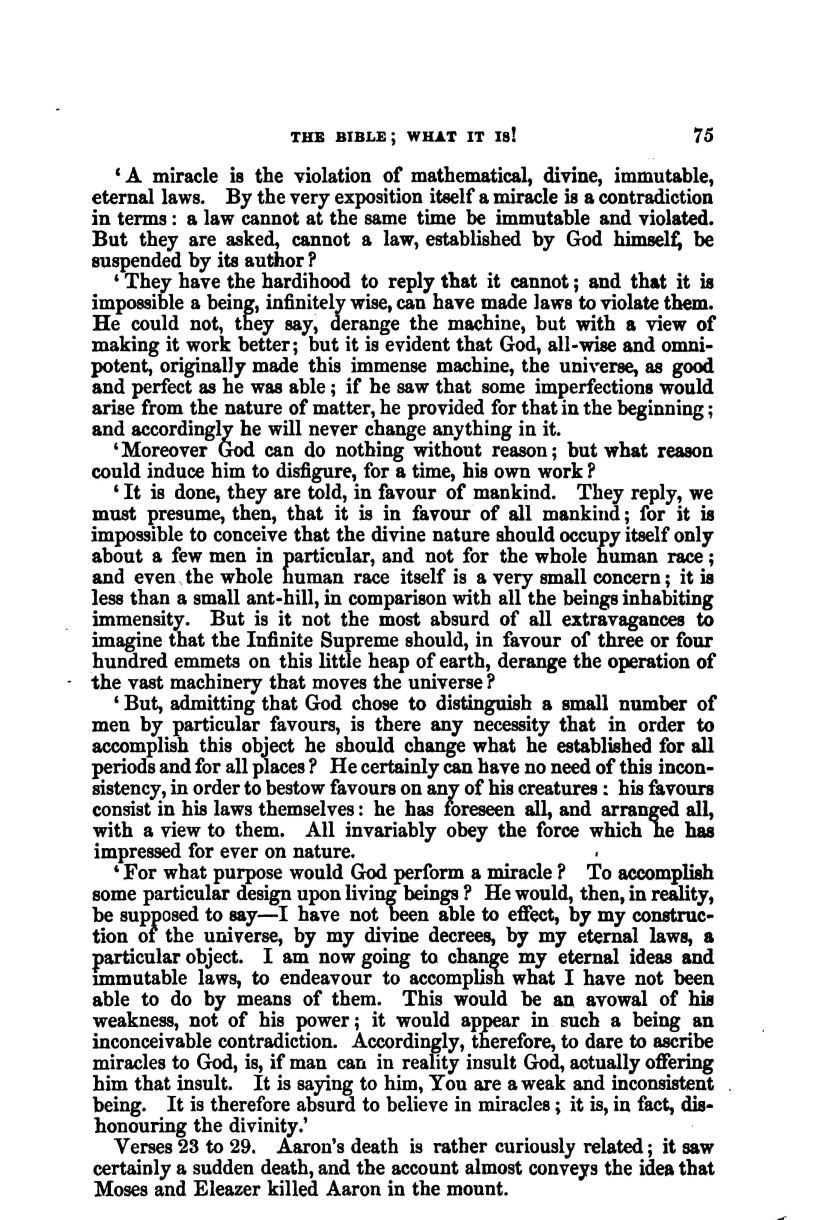 THE BIBLE; WHAT IT IS! 75
‘A miracle is the violation of mathematical, divine, immutable,
eternal laws. By the very exposition itself a miracle is a contradiction
in terms: a law cannot at the same time be immutable and violated.
But they are asked, cannot a law, established by God himself, be
suspended by its author?
‘They have the hardihood to reply that it cannot; and that it is
impossible a being, infinitely wise, can have made laws to violate them.
He could not, they say, derange the machine, but with a view of
making it work better; but it is evident that God, all-wise and omni-
potent, originally made this immense machine, the universe, as good
and perfect as he was able; if he saw that some imperfections would
arise from the nature of matter, he provided for that in the beginning;
and accordingly he will never change anything in it.
‘Moreover God can do nothing without reason; but what reason
could induce him to disfigure, for a time, his own work?
‘It is done, they are told, in favour of mankind. They reply, we
must presume, then, that it is in favour of all mankind; for it is
impossible to conceive that the divine nature should occupy itself only
about a few men in particular, and not for the whole human race;
and even the whole human race itself is a very small concern; it is
less than a small ant-hill, in comparison with all the beings inhabiting
immensity. But is it not the most absurd of all extravagances to
imagine that the Infinite Supreme should, in favour of three or four
hundred emmets on this little heap of earth, derange the operation of
the vast machinery that moves the universe?
‘But, admitting that God chose to distinguish a small number of
men by particular favours, is there any necessity that in order to
accomplish this object he should change what he established for all
periods and for all places? He certainly can have no need of this incon-
sistency, in order to bestow favours on any of his creatures: his favours
consist in his laws themselves: he has foreseen all, and arranged all,
with a view to them. All invariably obey the force which he has
impressed for ever on nature.
‘For what purpose would God perform a miracle? To accomplish
some particular design upon living beings? He would, then, in reality,
be supposed to say—I have not been able to effect, by my construc-
tion of the universe, by my divine decrees, by my eternal laws, a
particular object. I am now going to change my eternal ideas and
immutable laws, to endeavour to accomplish what I have not been
able to do by means of them. This would be an avowal of his
weakness, not of his power; it would appear in such a being an
inconceivable contradiction. Accordingly, therefore, to dare to ascribe
miracles to God, is, if man can in reality insult God, actually offering
him that insult. It is saying to him, You are a weak and inconsistent
being. It is therefore absurd to believe in miracles; it is, in fact, dis-
honouring the divinity.’
Verses 23 to 29. Aaron’s death is rather curiously related; it saw
certainly a sudden death, and the account almost conveys the idea that
Moses and Eleazer killed Aaron in the mount.